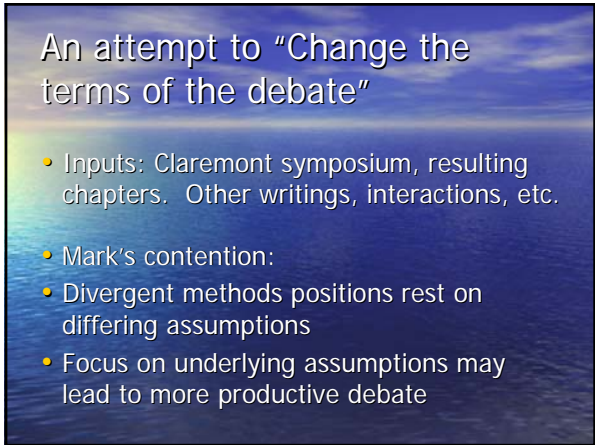 An attempt to “Change the
terms of the debate”
• Inputs: Claremont symposium, resulting
chapters. Other writings, interactions, etc.
• Mark's contention:
• Divergent methods positions rest on
differing assumptions
• Focus on underlying assumptions may
lead to more productive debate